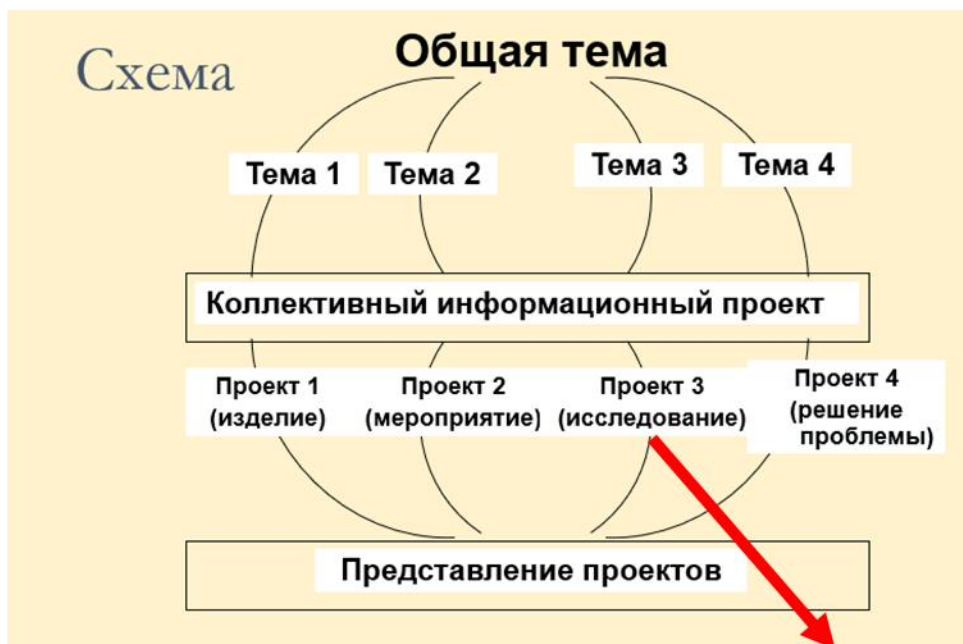 Схема
Общая тема
Тема 1
Тема 2
Тема 3
Тема 4
Коллективный информационный проект
Проект 1
(изделие)
Проект 2
(мероприятие)
Проект 3
(исследование)
Проект 4
(решение
проблемы)
Представление проектов